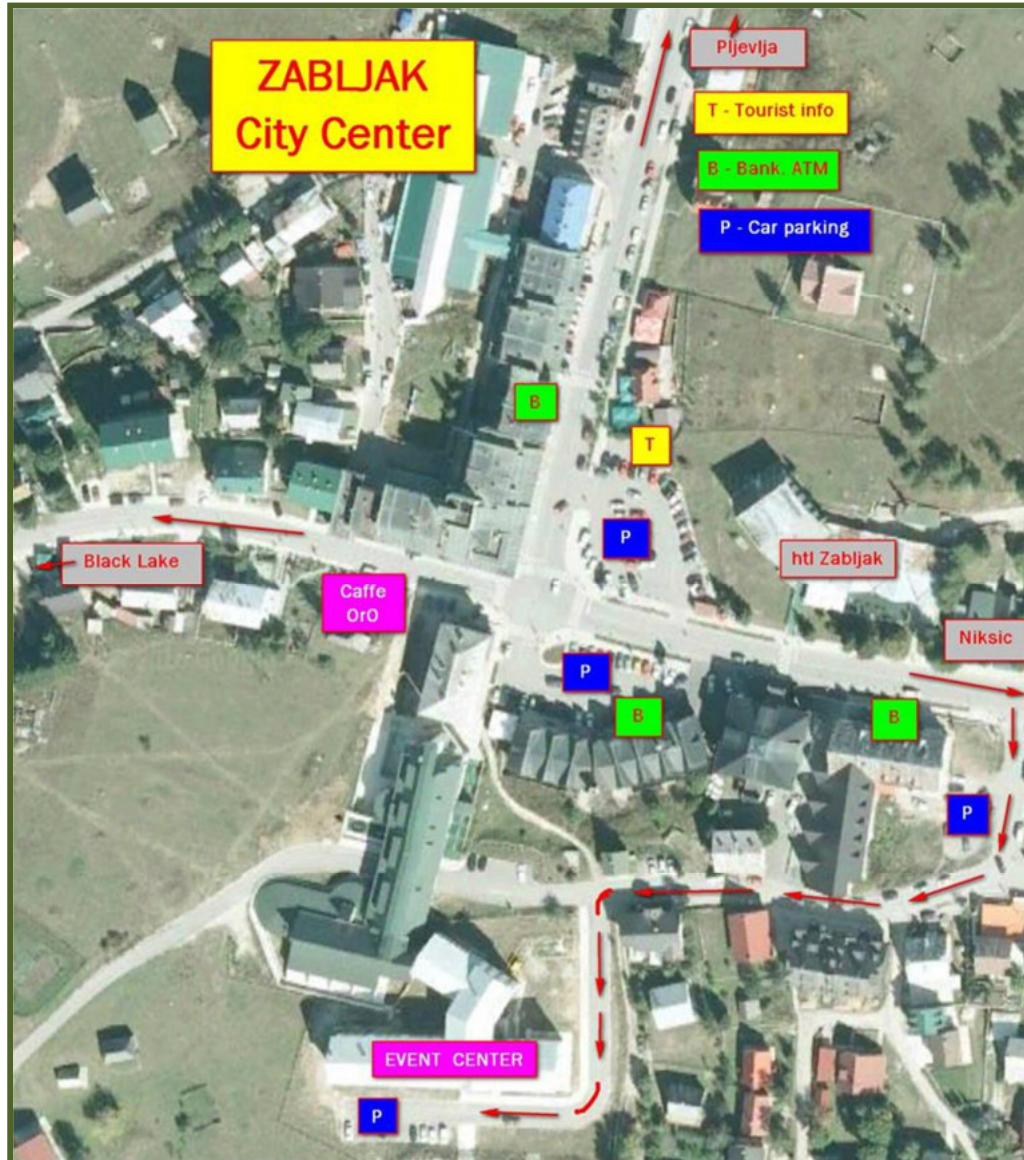 ZABLJAK
City Center
Pljevlja
T - Tourist info
B - Bank. ATM
P - Car parking
B
T
P
Black Lake
htl Zabljak
Caffe
OrO
Niksic
P
B
B
P
EVENT CENTER
P